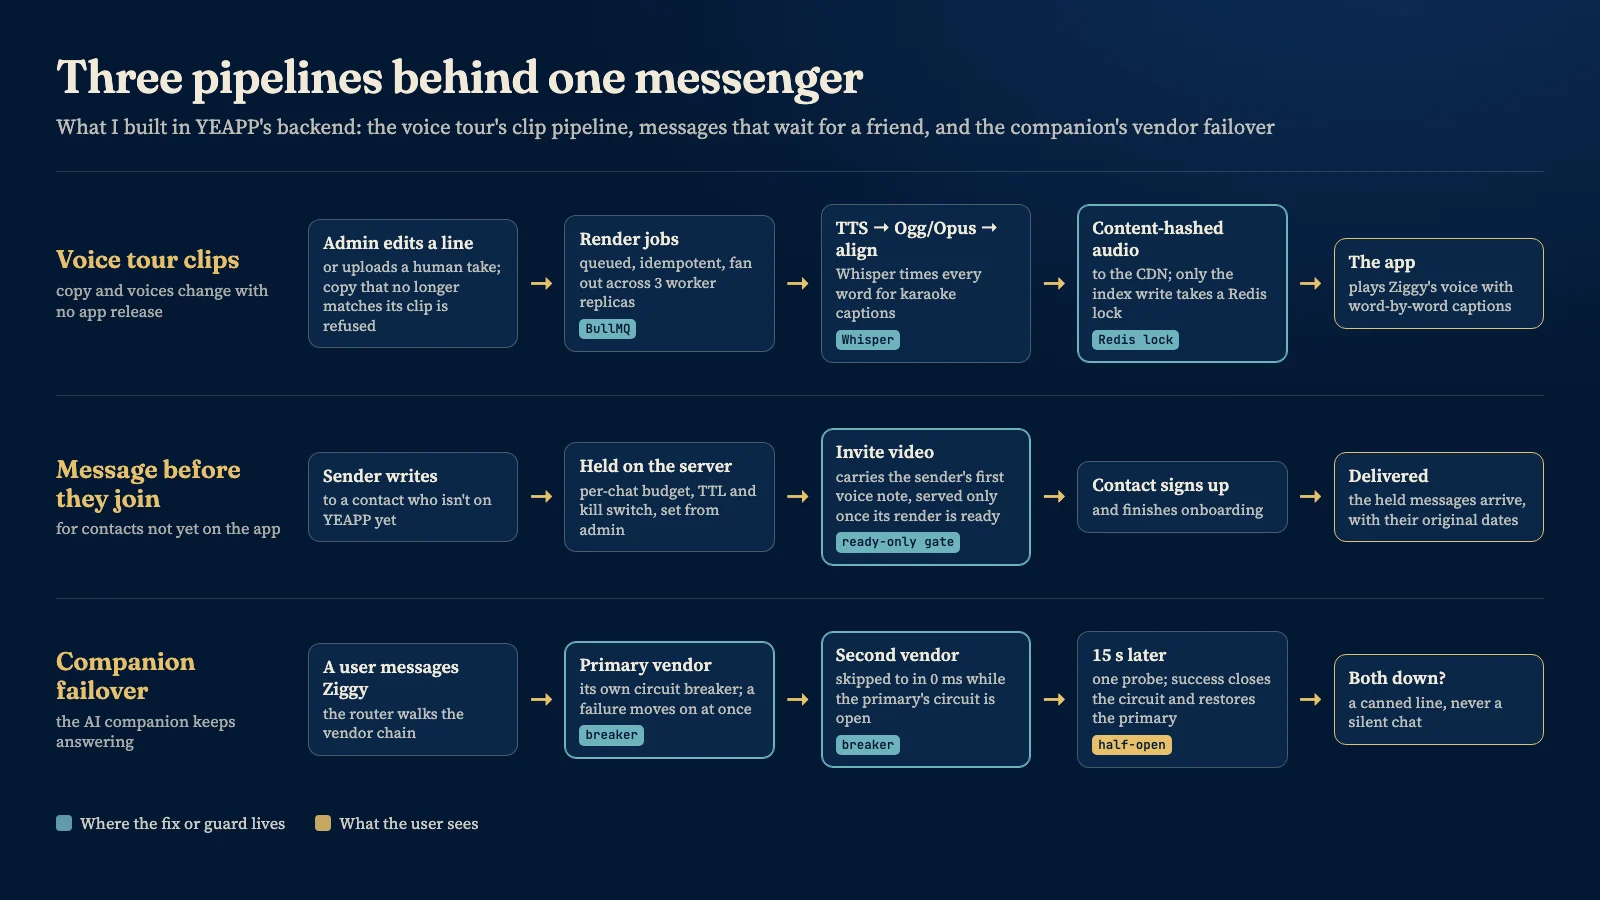 Three pipelines behind one messenger
What I built in YEAPP's backend: the voice tour's clip pipeline, messages that wait for a friend, and the companion's vendor failover
Voice tour clips
copy and voices change with
no app release
Admin edits a line
or uploads a human take;
copy that no longer
matches its clip is
refused
→
Render jobs
queued, idempotent, fan
out across 3 worker
replicas
BullMQ
→
TTS → Ogg/Opus →
align
Whisper times every
word for karaoke
captions
Whisper
→
Content-hashed
audio
to the CDN; only the
index write takes a Redis
lock
Redis lock
→
The app
plays Ziggy's voice with
word-by-word captions
Message before
they join
for contacts not yet on the app
Sender writes
to a contact who isn't on
YEAPP yet
→
Held on the server
per-chat budget, TTL and
kill switch, set from
admin
→
Invite video
carries the sender's first
voice note, served only
once its render is ready
ready-only gate
→
Contact signs up
and finishes onboarding
→
Delivered
the held messages arrive,
with their original dates
Companion
failover
the AI companion keeps
answering
A user messages
Ziggy
the router walks the
vendor chain
→
Primary vendor
its own circuit breaker; a
failure moves on at once
breaker
→
Second vendor
skipped to in 0 ms while
the primary's circuit is
open
breaker
→
15 s later
one probe; success closes
the circuit and restores
the primary
half-open
→
Both down?
a canned line, never a
silent chat
Where the fix or guard lives
What the user sees